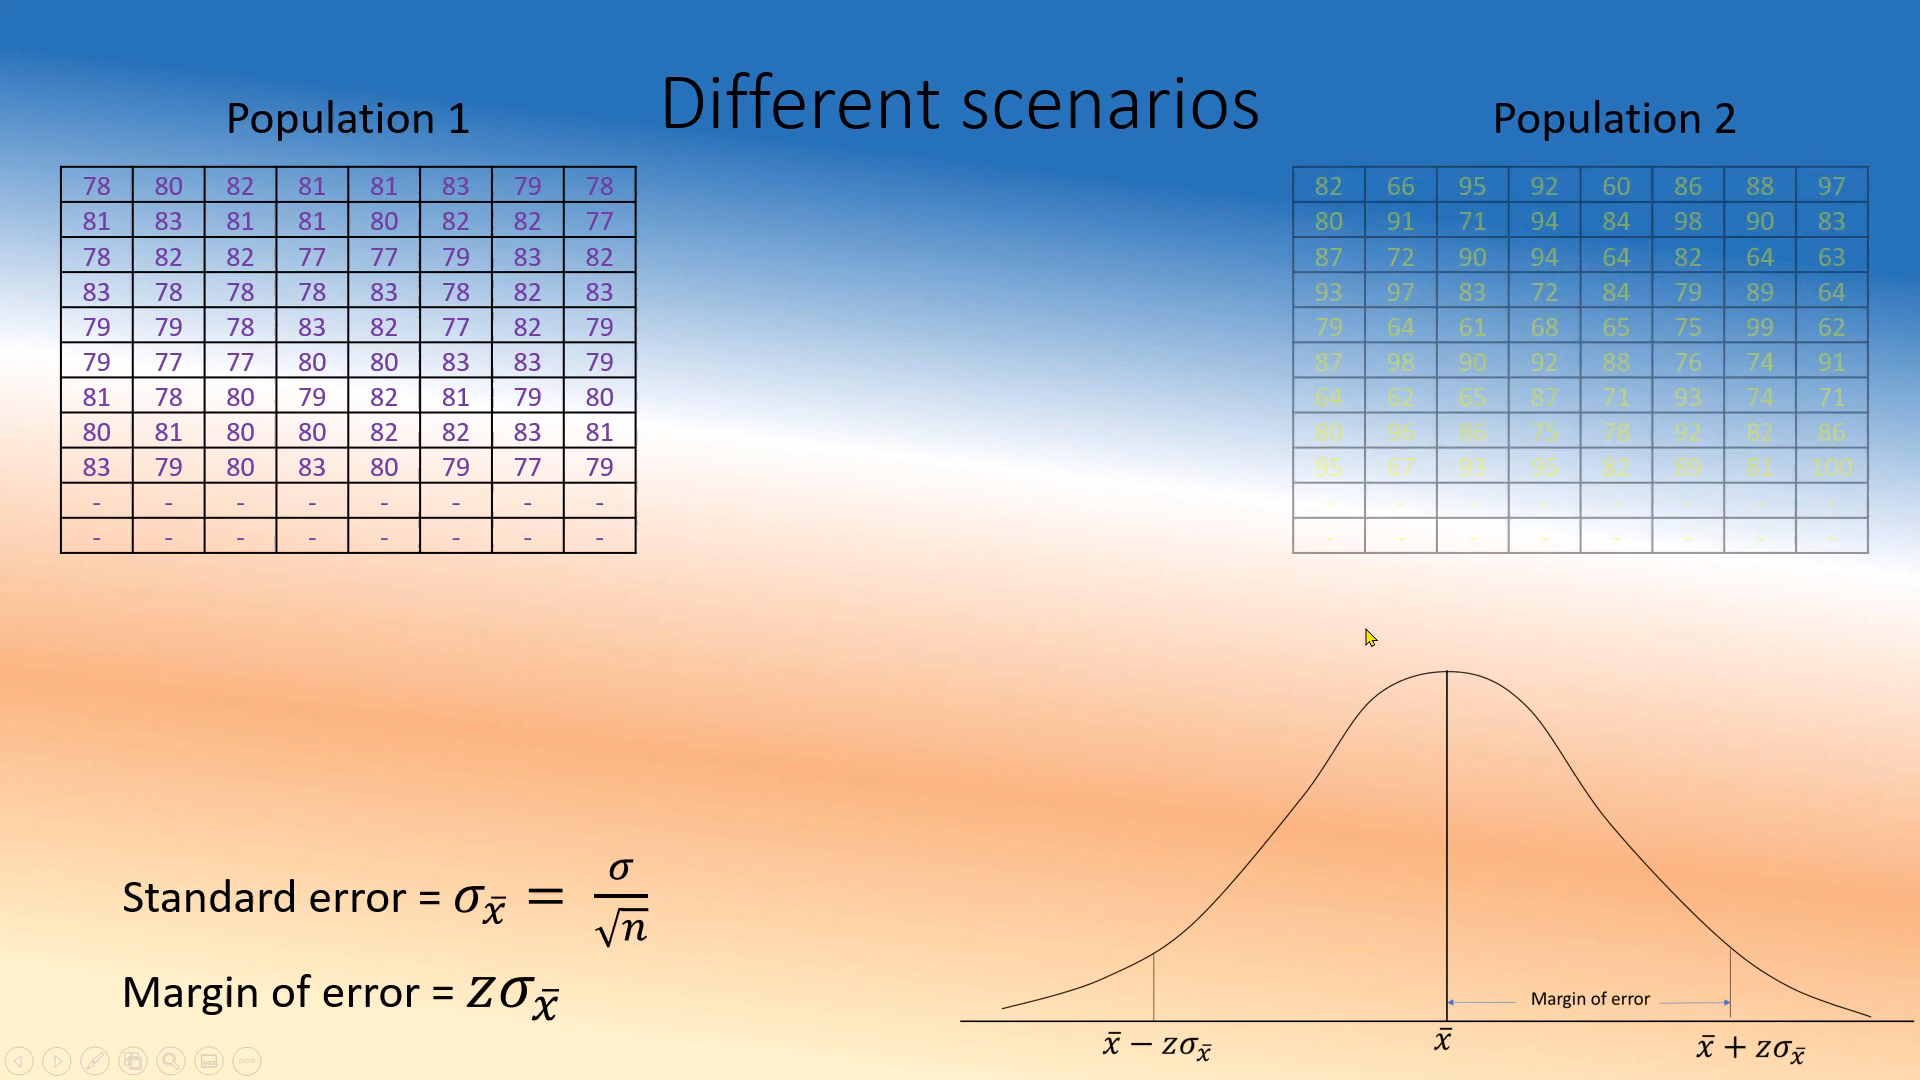 Different scenarios
Population 1
78 80 82 81 81 83 79 78
81 83 81 81 80 82 82 77
78 82 82 77 77 79 83 82
83 78 78 78 83 78 82 83
79 79 78 83 82 77 82 79
79 77 77 80 80 83 83 79
81 78 80 79 82 81 79 80
80 81 80 80 82 82 83 81
83 79 80 83 80 79 77 79
- - - - - - - -
- - - - - - - -
Population 2
82 66 95 92 60 86 88 97
80 91 71 94 84 98 90 83
87 72 90 94 64 82 64 63
93 97 83 72 84 79 89 64
79 64 61 68 65 75 99 62
87 98 90 92 88 76 74 91
64 62 65 87 71 93 74 71
80 96 86 75 78 92 82 86
95 67 93 95 82 89 81 100
- - - - - - - -
- - - - - - - -
Standard error = σx̄ = σ/√n
Margin of error = zσx̄
Margin of error
x̄ − zσx̄ x̄ x̄ + zσx̄